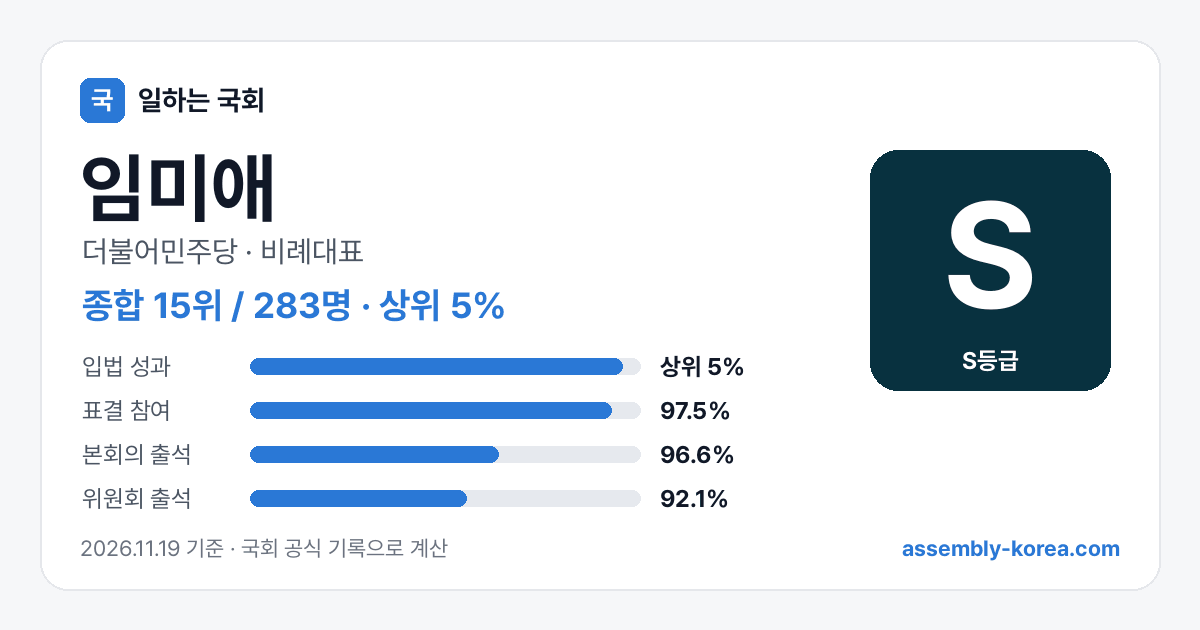 국 일하는 국회
임미애
더불어민주당 · 비례대표
종합 15위 / 283명 · 상위 5%
S
S등급
입법 성과 상위 5%
표결 참여 97.5%
본회의 출석 96.6%
위원회 출석 92.1%
2026.11.19 기준 · 국회 공식 기록으로 계산
assembly-korea.com